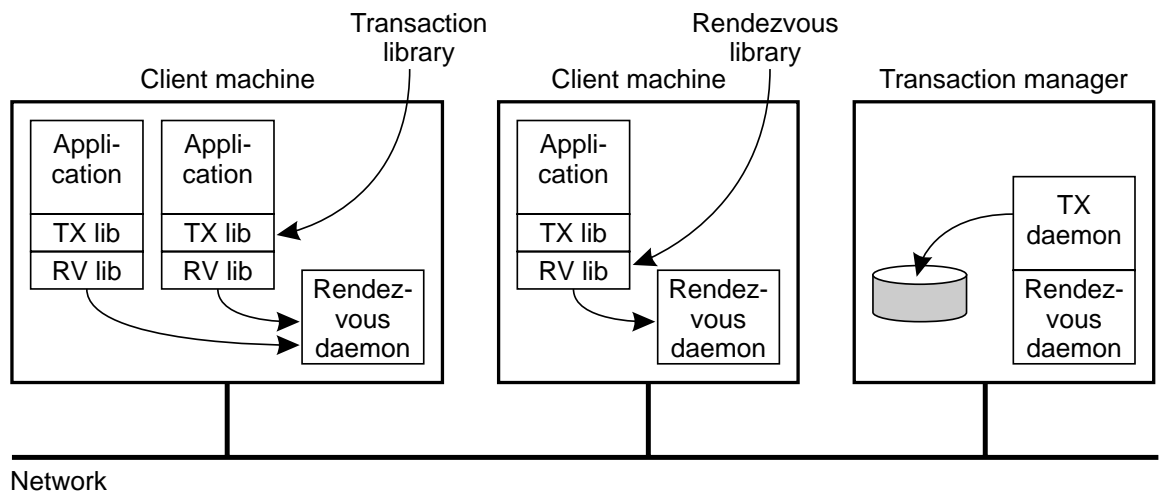 Transaction
library
Rendezvous
library
Client machine
Client machine
Transaction manager
Appli-
cation
TX lib
RV lib
Appli-
cation
TX lib
RV lib
Rendez-
vous
daemon
Appli-
cation
TX lib
RV lib
Rendez-
vous
daemon
TX
daemon
Rendez-
vous
daemon
Network